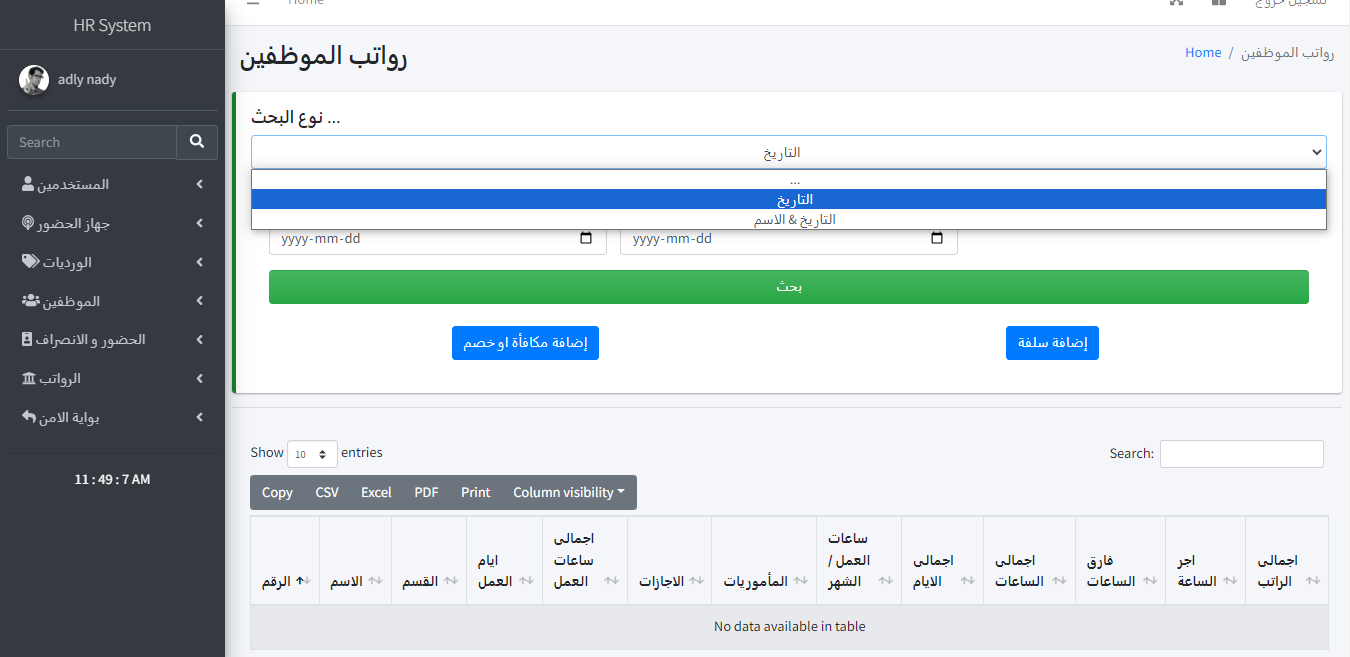 HR System
Home
تسجيل خروج
adly nady
Search
المستخدمين
جهاز الحضور
الورديات
الموظفين
الحضور و الانصراف
الرواتب
بوابة الامن
11 : 49 : 7 AM
رواتب الموظفين
Home / رواتب الموظفين
نوع البحث ...
التاريخ
...
التاريخ
التاريخ & الاسم
yyyy-mm-dd
yyyy-mm-dd
بحث
إضافة مكافأة او خصم
إضافة سلفة
Show 10 entries
Search:
Copy CSV Excel PDF Print Column visibility
الرقم
الاسم
القسم
ايام العمل
اجمالى ساعات العمل
الاجازات
المأموريات
ساعات العمل / الشهر
اجمالى الايام
اجمالى الساعات
فارق الساعات
اجر الساعة
اجمالى الراتب
No data available in table